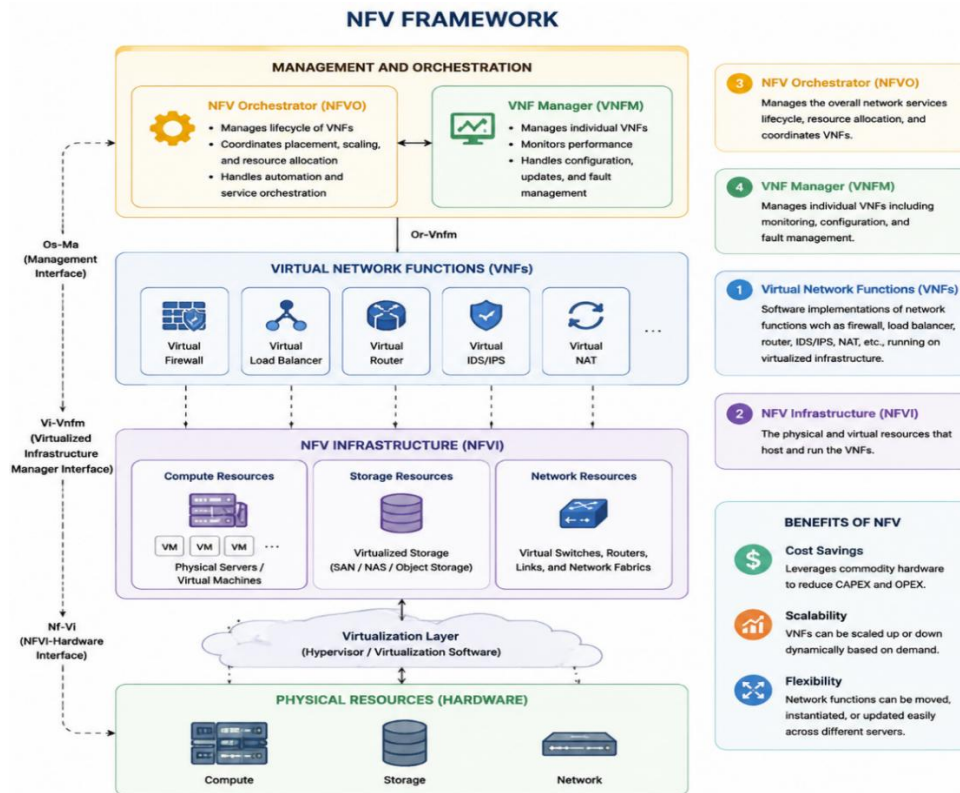 NFV FRAMEWORK
MANAGEMENT AND ORCHESTRATION
NFV Orchestrator (NFVO)
• Manages lifecycle of VNFs
• Coordinates placement, scaling,
and resource allocation
• Handles automation and
service orchestration
VNF Manager (VNFM)
• Manages individual VNFs
• Monitors performance
• Handles configuration,
updates, and fault
management
Or-Vnfm
Os-Ma
(Management
Interface)
VIRTUAL NETWORK FUNCTIONS (VNFs)
Virtual
Firewall
Virtual
Load Balancer
Virtual
Router
Virtual
IDS/IPS
Virtual
NAT
...
Vi-Vnfm
(Virtualized
Infrastructure
Manager Interface)
NFV INFRASTRUCTURE (NFVI)
Compute Resources
VM VM VM ...
Physical Servers /
Virtual Machines
Storage Resources
Virtualized Storage
(SAN / NAS / Object Storage)
Network Resources
Virtual Switches, Routers,
Links, and Network Fabrics
Nf-Vi
(NFVI-Hardware
Interface)
Virtualization Layer
(Hypervisor / Virtualization Software)
PHYSICAL RESOURCES (HARDWARE)
Compute
Storage
Network
3 NFV Orchestrator (NFVO)
Manages the overall network services
lifecycle, resource allocation, and
coordinates VNFs.
4 VNF Manager (VNFM)
Manages individual VNFs including
monitoring, configuration, and
fault management.
1 Virtual Network Functions (VNFs)
Software implementations of network
functions wch as firewall, load balancer,
router, IDS/IPS, NAT, etc., running on
virtualized infrastructure.
2 NFV Infrastructure (NFVI)
The physical and virtual resources that
host and run the VNFs.
BENEFITS OF NFV
$
Cost Savings
Leverages commodity hardware
to reduce CAPEX and OPEX.
Scalability
VNFs can be scaled up or down
dynamically based on demand.
Flexibility
Network functions can be moved,
instantiated, or updated easily
across different servers.